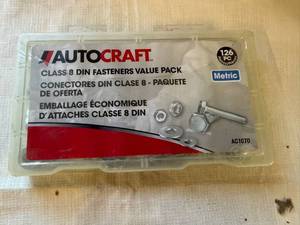 AUTOCRAFT
126
PC
CLASS 8 DIN FASTENERS VALUE PACK
Metric
CONECTORES DIN CLASE 8 - PAQUETE
DE OFERTA
EMBALLAGE ÉCONOMIQUE
D'ATTACHES CLASSE 8 DIN
AC1070